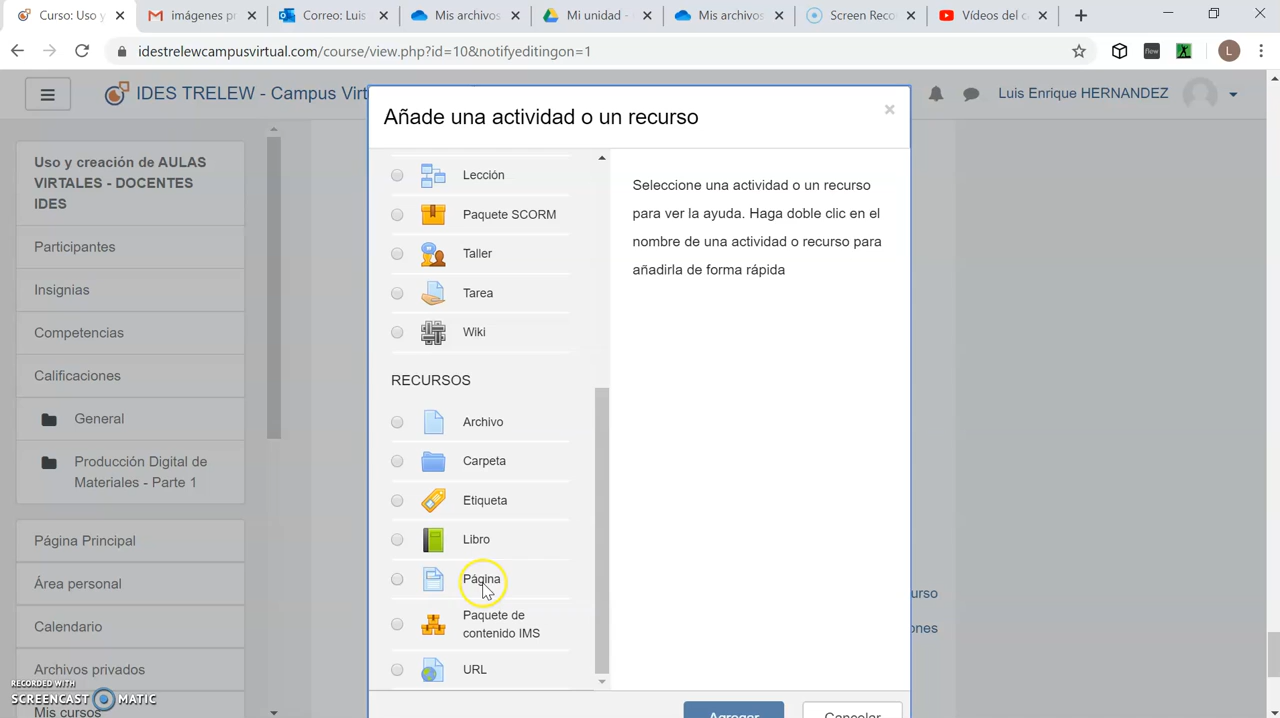 Curso: Uso y
imágenes pr
Correo: Luis
Mis archivos
Mi unidad -
Mis archivos
Screen Reco
Vídeos del c
idestrelewcampusvirtual.com/course/view.php?id=10&notifyeditingon=1
flew
L
IDES TRELEW - Campus Virt
Luis Enrique HERNANDEZ
Añade una actividad o un recurso
Uso y creación de AULAS
VIRTALES - DOCENTES
IDES
Participantes
Insignias
Competencias
Calificaciones
General
Producción Digital de
Materiales - Parte 1
Página Principal
Área personal
Calendario
Archivos privados
Mis cursos
Lección
Paquete SCORM
Taller
Tarea
Wiki
RECURSOS
Archivo
Carpeta
Etiqueta
Libro
Página
Paquete de
contenido IMS
URL
Seleccione una actividad o un recurso
para ver la ayuda. Haga doble clic en el
nombre de una actividad o recurso para
añadirla de forma rápida
urso
ones
Agregar
Cancelar
RECORDED WITH
SCREENCAST MATIC